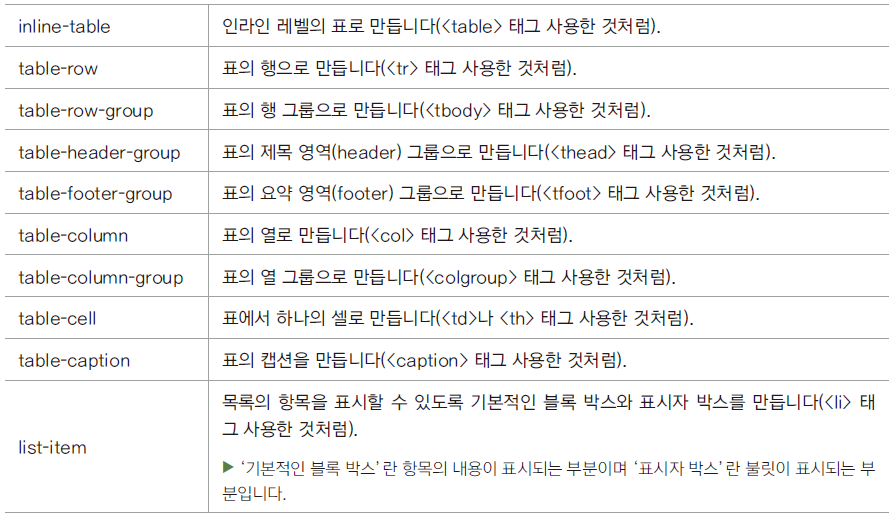 inline-table 인라인 레벨의 표로 만듭니다(<table> 태그 사용한 것처럼).
table-row 표의 행으로 만듭니다(<tr> 태그 사용한 것처럼).
table-row-group 표의 행 그룹으로 만듭니다(<tbody> 태그 사용한 것처럼).
table-header-group 표의 제목 영역(header) 그룹으로 만듭니다(<thead> 태그 사용한 것처럼).
table-footer-group 표의 요약 영역(footer) 그룹으로 만듭니다(<tfoot> 태그 사용한 것처럼).
table-column 표의 열로 만듭니다(<col> 태그 사용한 것처럼).
table-column-group 표의 열 그룹으로 만듭니다(<colgroup> 태그 사용한 것처럼).
table-cell 표에서 하나의 셀로 만듭니다(<td>나 <th> 태그 사용한 것처럼).
table-caption 표의 캡션을 만듭니다(<caption> 태그 사용한 것처럼).
list-item
목록의 항목을 표시할 수 있도록 기본적인 블록 박스와 표시자 박스를 만듭니다(<li> 태
그 사용한 것처럼).
▶ ‘기본적인 블록 박스’란 항목의 내용이 표시되는 부분이며 ‘표시자 박스’란 불릿이 표시되는 부
분입니다.